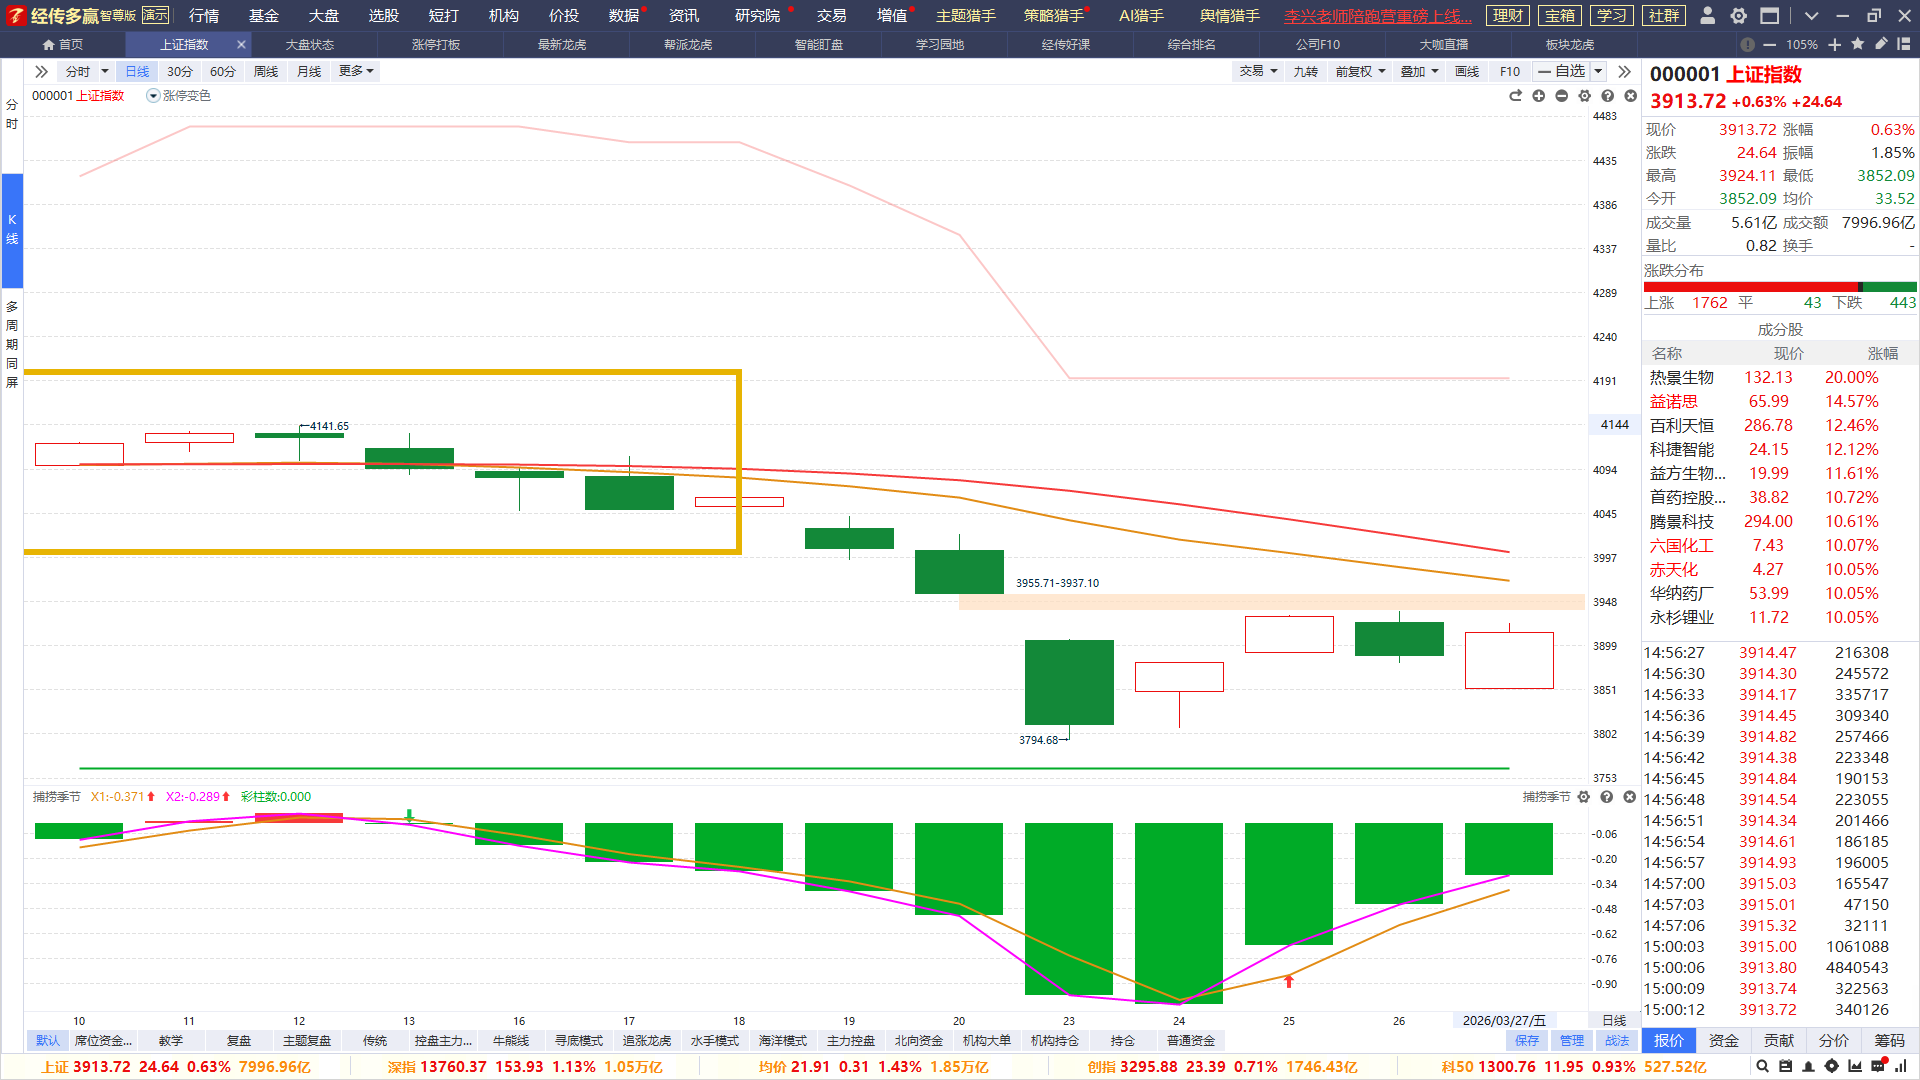 经传多赢 智尊版 演示 行情 基金 大盘 选股 短打 机构 价投 数据 资讯 研究院 交易 增值 主题猎手 策略猎手 AI猎手 舆情猎手 李兴老师陪跑营重磅上线... 理财 宝箱 学习 社群
首页 上证指数 大盘状态 涨停打板 最新龙虎 帮派龙虎 智能盯盘 学习园地 经传好课 综合排名 公司F10 大咖直播 板块龙虎 105%
分时 日线 30分 60分 周线 月线 更多 交易 九转 前复权 叠加 画线 F10 自选
000001 上证指数 涨停变色
分时
K线
多周期同屏
4483
4435
4386
4337
4289
4240
4191
4144
4094
4045
3997
3948
3899
3851
3802
3753
←4141.65
3955.71-3937.10
3794.68→
捕捞季节 X1:-0.371 X2:-0.289 彩柱数:0.000 捕捞季节
-0.06
-0.20
-0.34
-0.48
-0.62
-0.76
-0.90
10 11 12 13 16 17 18 19 20 23 24 25 26 2026/03/27/五 日线
默认 席位资金... 教学 复盘 主题复盘 传统 控盘主力... 牛能线 寻底模式 追涨龙虎 水手模式 海洋模式 主力控盘 北向资金 机构大单 机构持仓 持仓 普通资金 保存 管理 战法
000001 上证指数
3913.72 +0.63% +24.64
现价 3913.72 涨幅 0.63%
涨跌 24.64 振幅 1.85%
最高 3924.11 最低 3852.09
今开 3852.09 均价 33.52
成交量 5.61亿 成交额 7996.96亿
量比 0.82 换手 -
涨跌分布
上涨 1762 平 43 下跌 443
成分股
名称 现价 涨幅
热景生物 132.13 20.00%
益诺思 65.99 14.57%
百利天恒 286.78 12.46%
科捷智能 24.15 12.12%
益方生物... 19.99 11.61%
首药控股... 38.82 10.72%
腾景科技 294.00 10.61%
六国化工 7.43 10.07%
赤天化 4.27 10.05%
华纳药厂 53.99 10.05%
永杉锂业 11.72 10.05%
14:56:27 3914.47 216308
14:56:30 3914.30 245572
14:56:33 3914.17 335717
14:56:36 3914.45 309340
14:56:39 3914.82 257466
14:56:42 3914.38 223348
14:56:45 3914.84 190153
14:56:48 3914.54 223055
14:56:51 3914.34 201466
14:56:54 3914.61 186185
14:56:57 3914.93 196005
14:57:00 3915.03 165547
14:57:03 3915.01 47150
14:57:06 3915.32 32111
15:00:03 3915.00 1061088
15:00:06 3913.80 4840543
15:00:09 3913.74 322563
15:00:12 3913.72 340126
报价 资金 贡献 分价 筹码
上证 3913.72 24.64 0.63% 7996.96亿 深指 13760.37 153.93 1.13% 1.05万亿 均价 21.91 0.31 1.43% 1.85万亿 创指 3295.88 23.39 0.71% 1746.43亿 科50 1300.76 11.95 0.93% 527.52亿